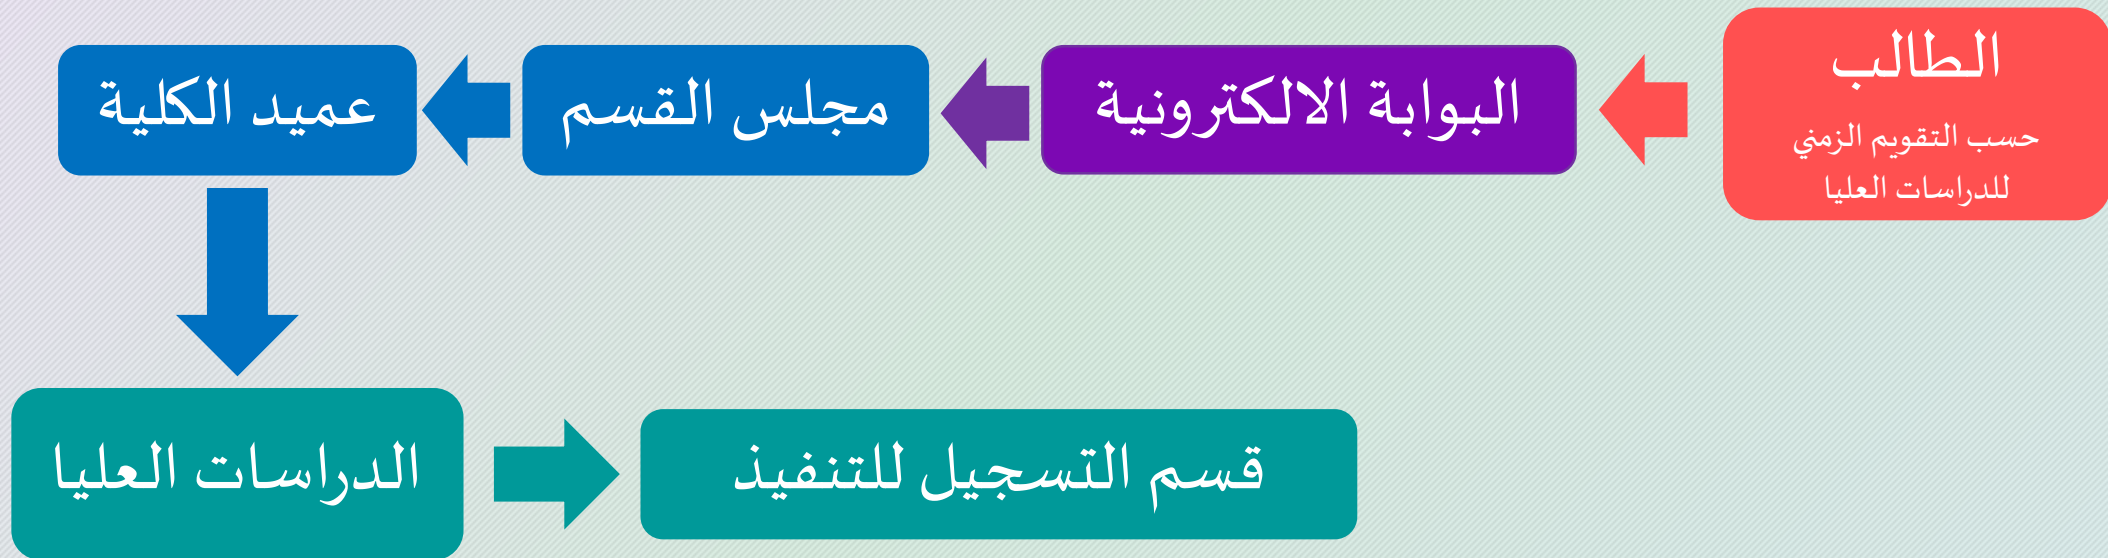 الطالب
حسب التقويم الزمني
للدراسات العليا
البوابة الالكترونية
مجلس القسم
عميد الكلية
الدراسات العليا
قسم التسجيل للتنفيذ